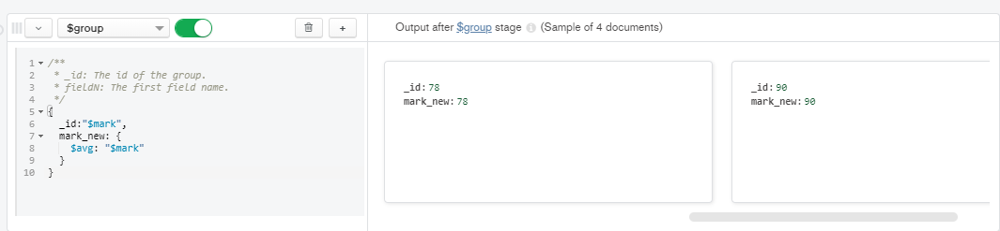 $group
+
Output after $group stage (Sample of 4 documents)
1 /**
2 * _id: The id of the group.
3 * fieldN: The first field name.
4 */
5 {
6 _id:"$mark",
7 mark_new: {
8 $avg: "$mark"
9 }
10 }
_id: 78
mark_new: 78
_id: 90
mark_new: 90